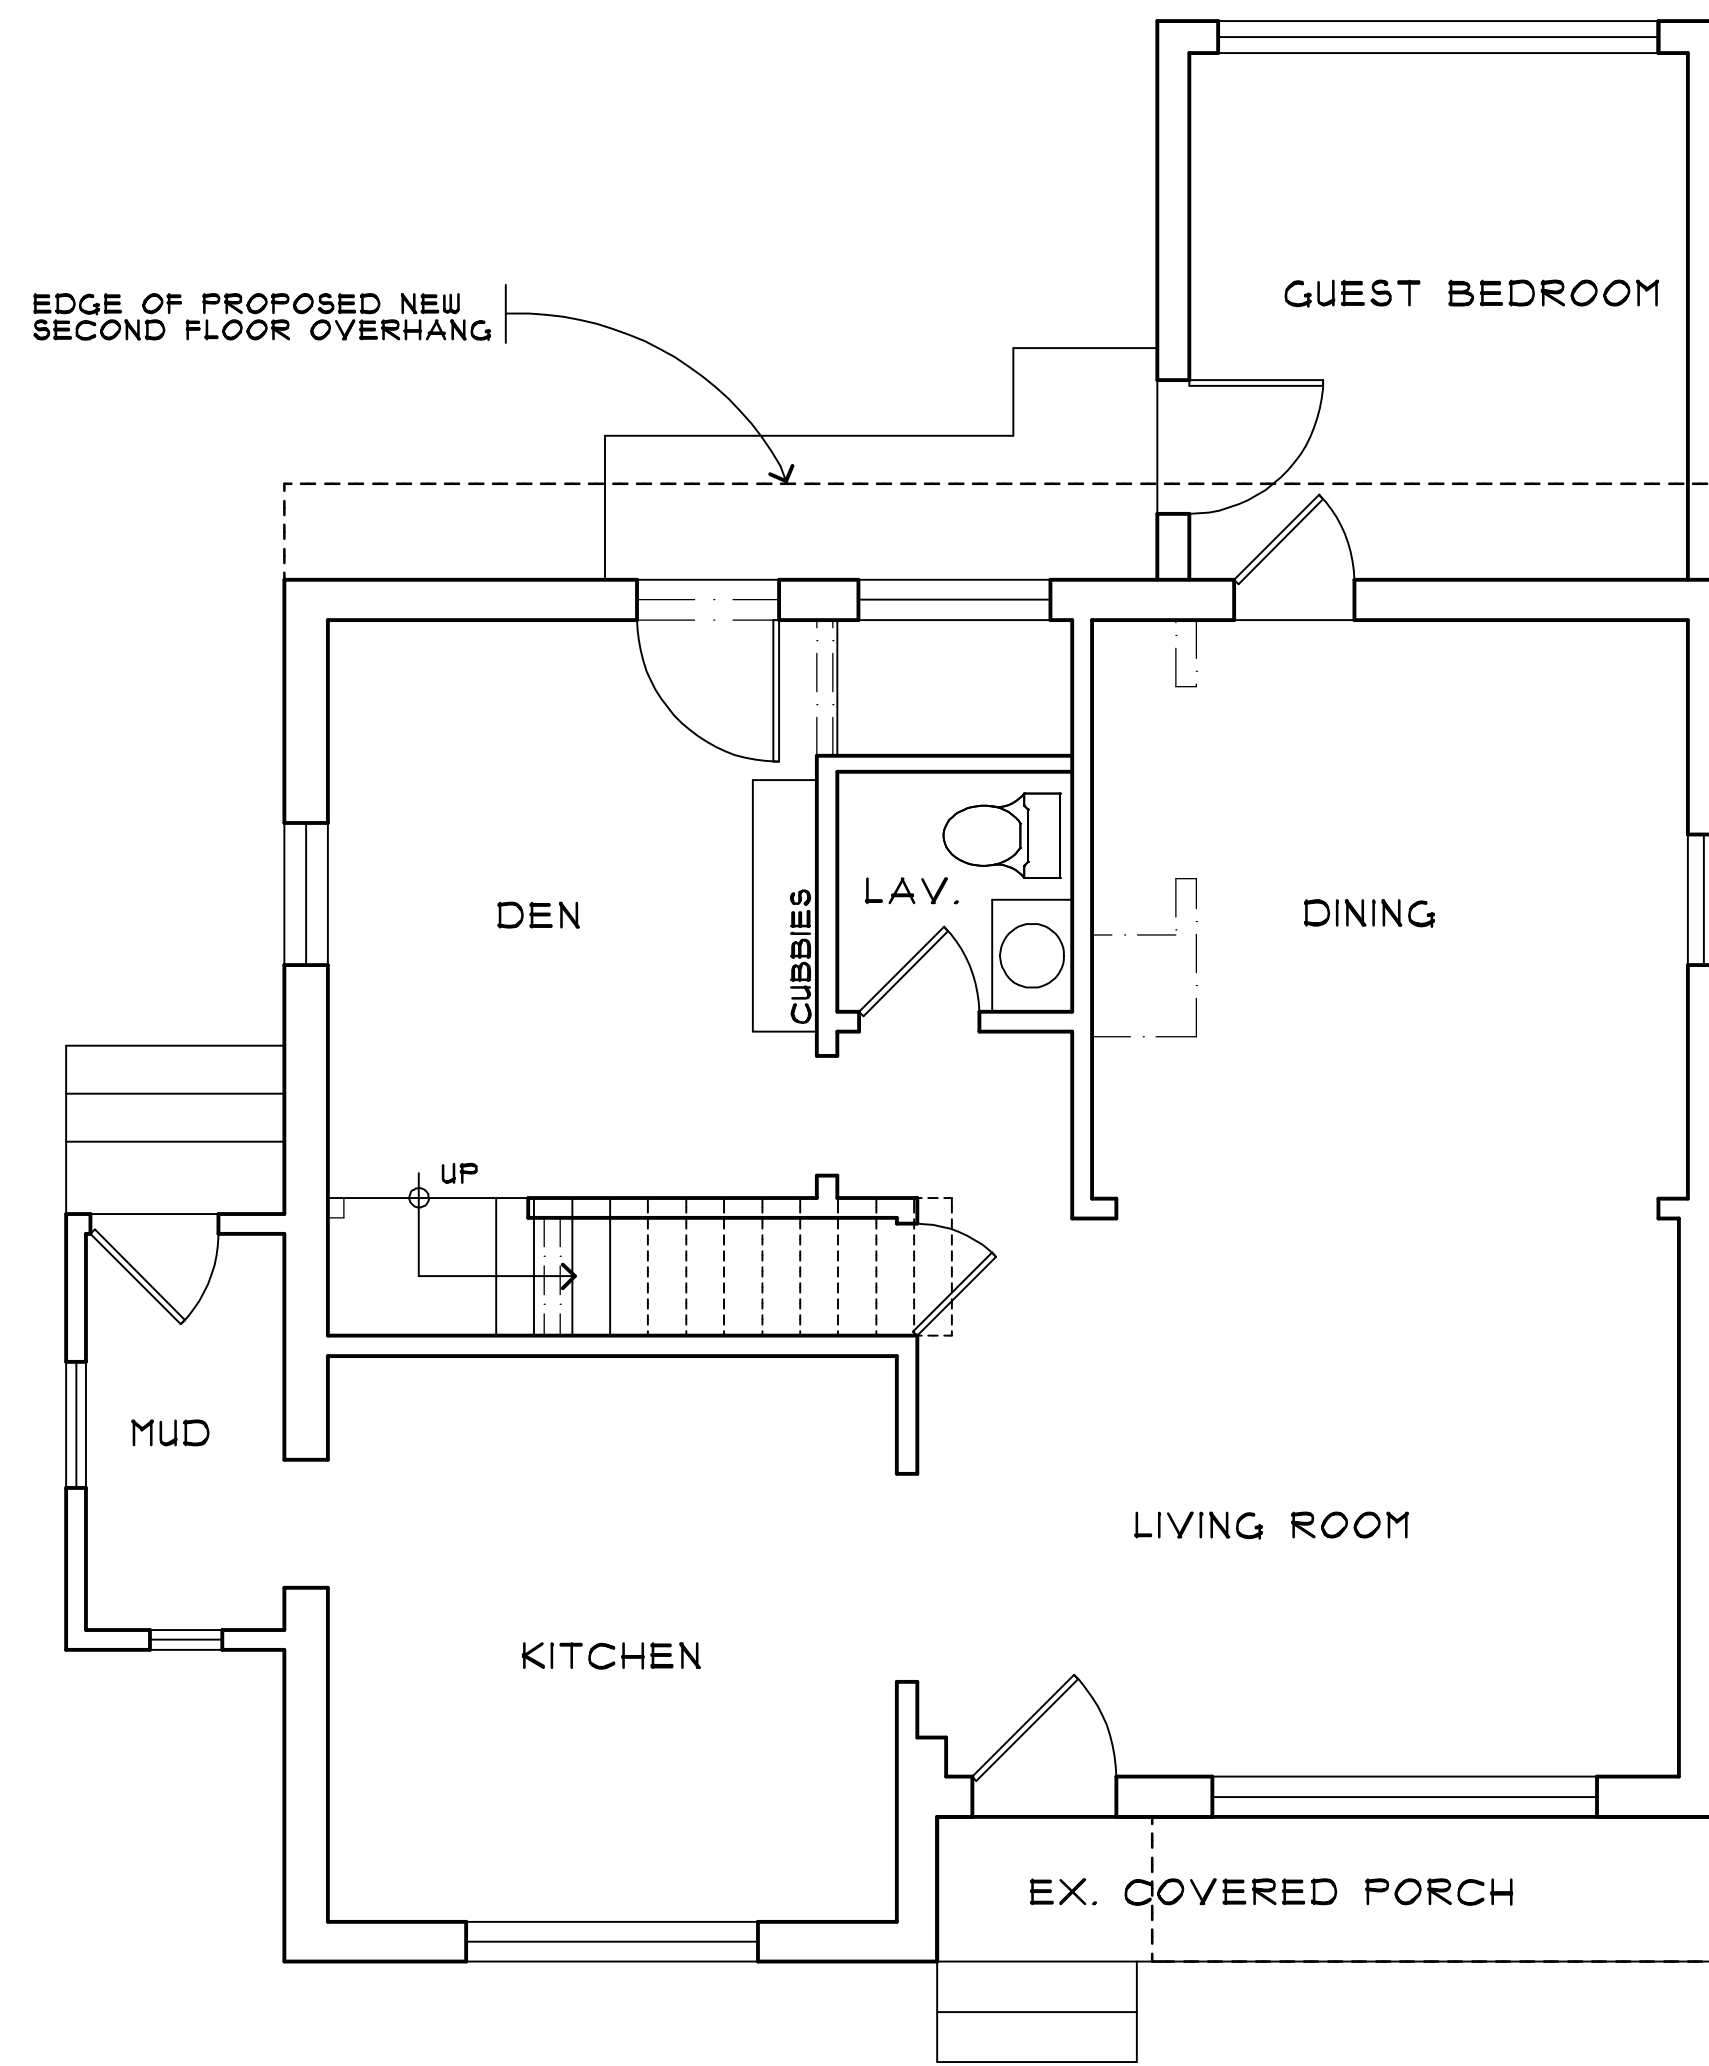 GUEST BEDROOM
EDGE OF PROPOSED NEW
SECOND FLOOR OVERHANG
LAV.
DEN
CUBBIES
DINING
UP
MUD
LIVING ROOM
KITCHEN
EX. COVERED PORCH